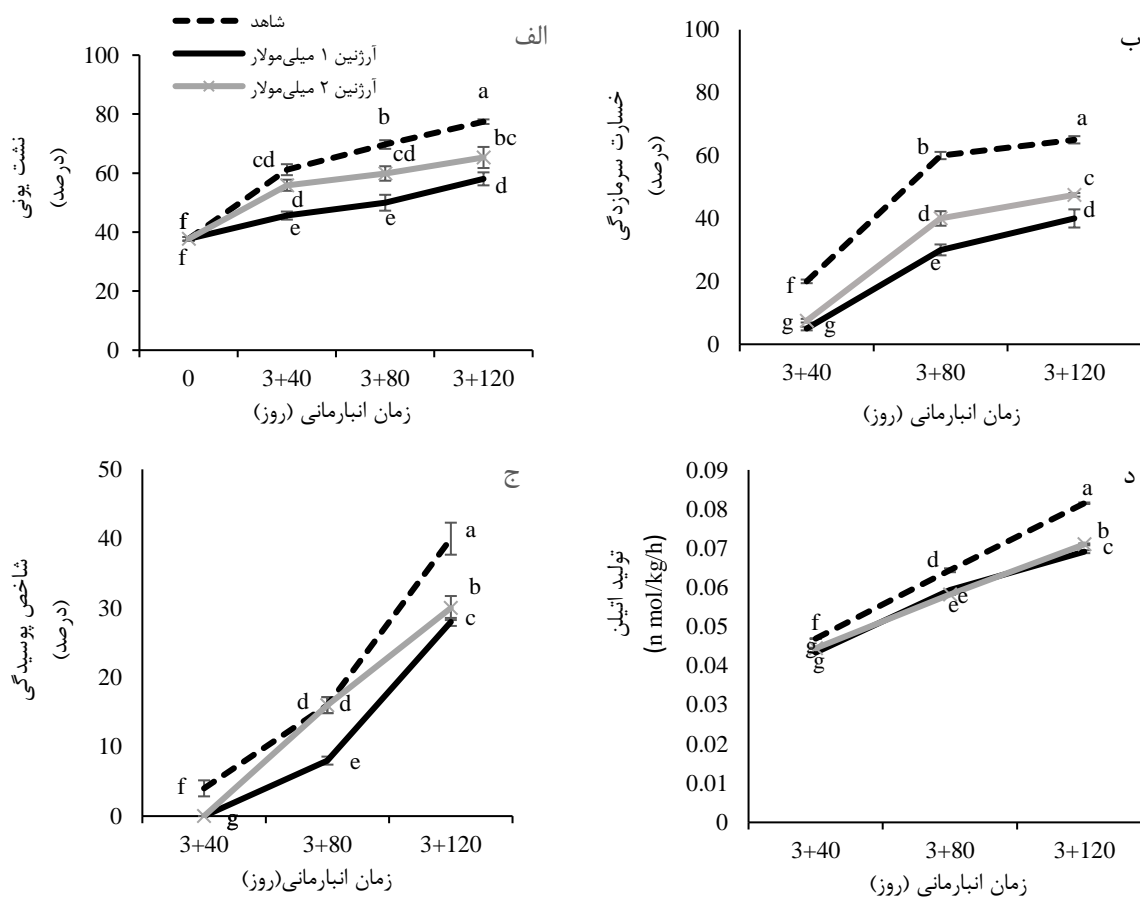 شاهد
آرژنین ۱ میلی‌مولار
آرژنین ۲ میلی‌مولار
الف
نشت یونی
(درصد)
100
80
60
40
20
0
f
f
cd
d
e
b
cd
e
a
bc
d
0
3+40
3+80
3+120
زمان انبارمانی (روز)
ب
خسارت سرمازدگی
(درصد)
100
80
60
40
20
0
f
g
g
b
d
e
a
c
d
3+40
3+80
3+120
زمان انبارمانی (روز)
ج
شاخص پوسیدگی
(درصد)
50
40
30
20
10
0
f
g
d
d
e
a
b
c
3+40
3+80
3+120
زمان انبارمانی(روز)
د
تولید اتیلن
(n mol/kg/h)
0.09
0.08
0.07
0.06
0.05
0.04
0.03
0.02
0.01
0
f
g
g
d
e
e
a
b
c
3+40
3+80
3+120
زمان انبارمانی (روز)